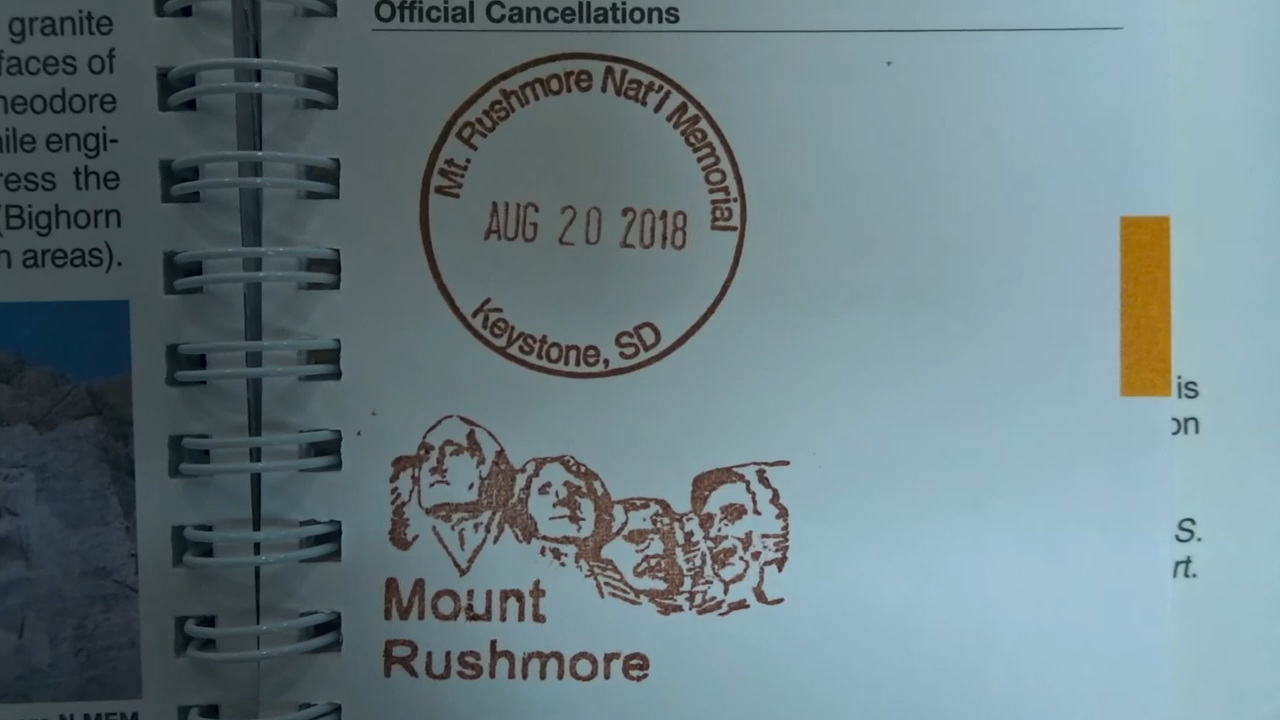 granite
faces of
heodore
ile engi-
ress the
(Bighorn
n areas).
Official Cancellations
Mt. Rushmore Nat'l Memorial
AUG 20 2018
Keystone, SD
Mount
Rushmore
is
on
S.
rt.